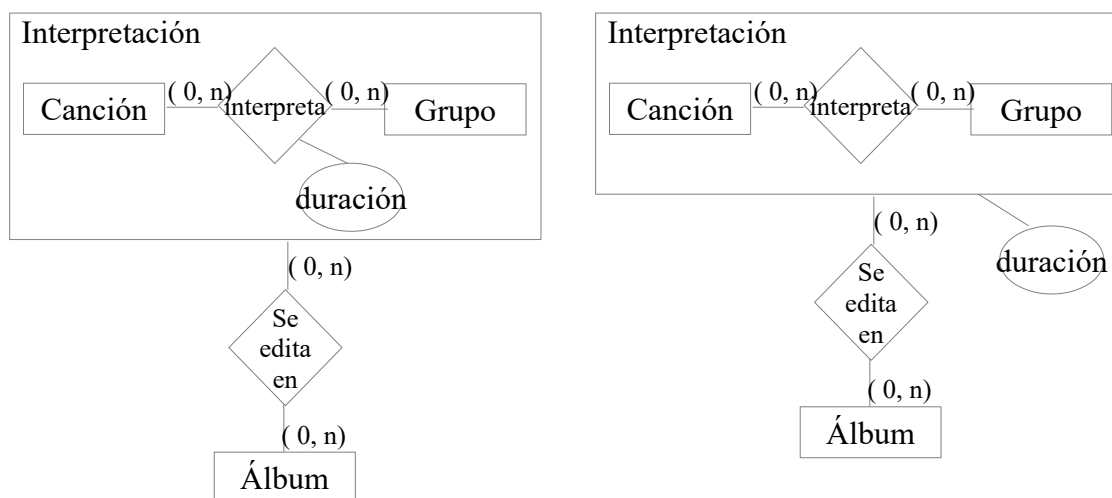 Interpretación
Canción
( 0, n)
interpreta
( 0, n)
Grupo
duración
( 0, n)
Se
edita
en
( 0, n)
Álbum
Interpretación
Canción
( 0, n)
interpreta
( 0, n)
Grupo
( 0, n)
duración
Se
edita
en
( 0, n)
Álbum